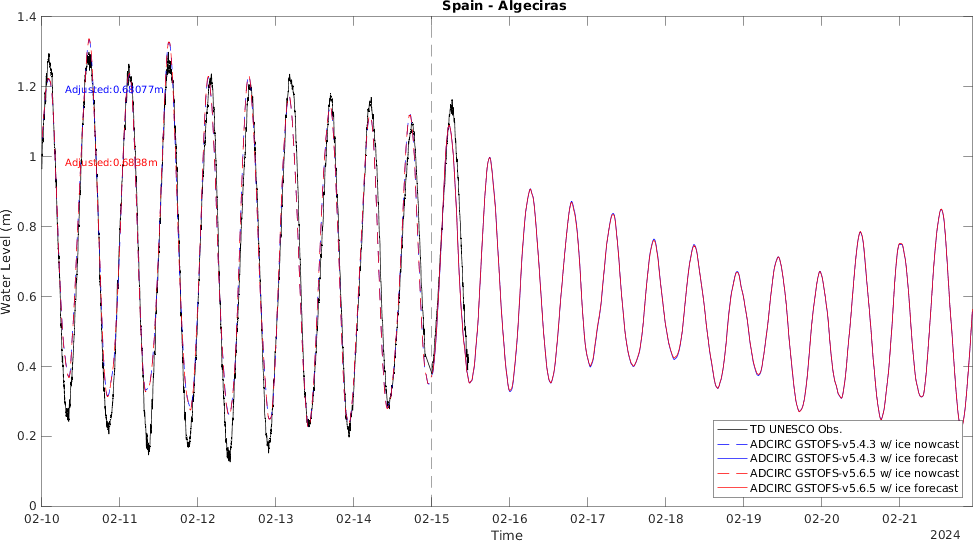 Spain - Algeciras
1.4
1.2
1
0.8
0.6
0.4
0.2
0
Water Level (m)
Adjusted:0.68077m
Adjusted:0.6838m
TD UNESCO Obs.
ADCIRC GSTOFS-v5.4.3 w/ ice nowcast
ADCIRC GSTOFS-v5.4.3 w/ ice forecast
ADCIRC GSTOFS-v5.6.5 w/ ice nowcast
ADCIRC GSTOFS-v5.6.5 w/ ice forecast
02-10 02-11 02-12 02-13 02-14 02-15 02-16 02-17 02-18 02-19 02-20 02-21
Time
2024